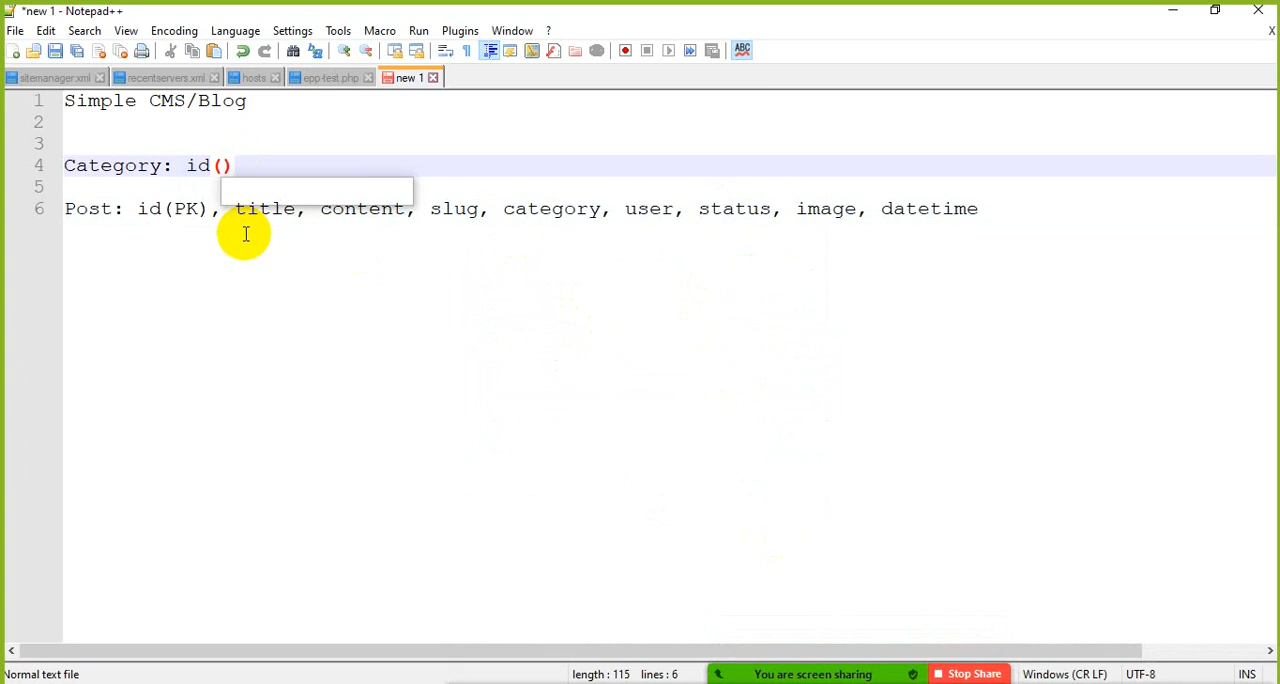 *new 1 - Notepad++
File Edit Search View Encoding Language Settings Tools Macro Run Plugins Window ? X
ABC
sitemanager.xml recentservers.xml hosts epp-test.php new 1
1 Simple CMS/Blog
2
3
4 Category: id()
5
6 Post: id(PK), title, content, slug, category, user, status, image, datetime
Normal text file length : 115 lines : 6 You are screen sharing Stop Share Windows (CR LF) UTF-8 INS